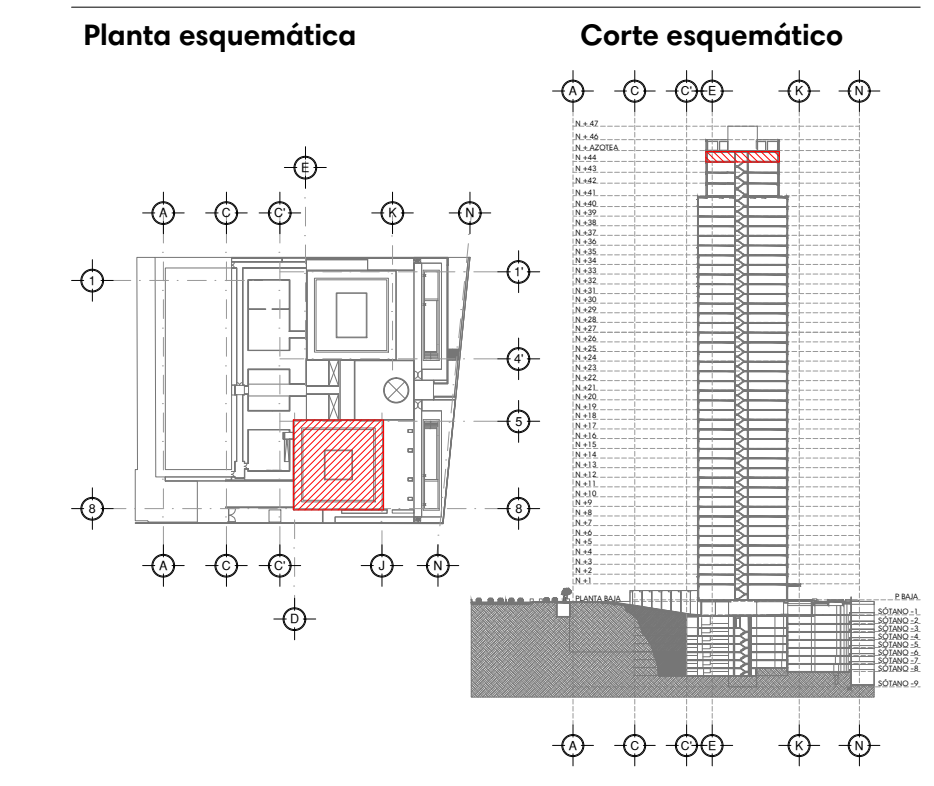 Planta esquemática
Corte esquemático
A C C' E K N
N + 47
N + 46
N + AZOTEA
N +44
N +43
N +42
N +41
N +40
N +39
N +38
N +37
N +36
N +35
N +34
N +33
N +32
N +31
N +30
N +29
N +28
N +27
N +26
N +25
N +24
N +23
N +22
N +21
N +20
N +19
N +18
N +17
N +16
N +15
N +14
N +13
N +12
N +11
N +10
N +9
N +8
N +7
N +6
N +5
N +4
N +3
N +2
N +1
PLANTA BAJA
P BAJA
SÓTANO -1
SÓTANO -2
SÓTANO -3
SÓTANO -4
SÓTANO -5
SÓTANO -6
SÓTANO -7
SÓTANO -8
SÓTANO -9
A C C' E K N
E
A C C' K N
1 1'
4'
5
8 8
A C C' J N
D